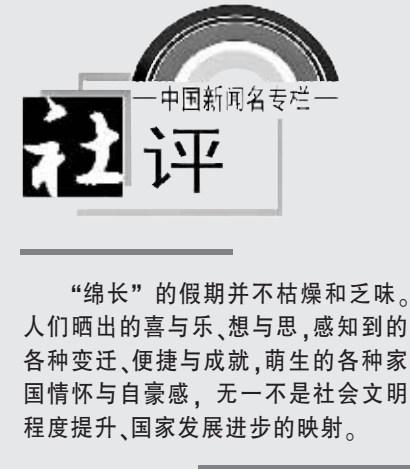 —中国新闻名专栏—
社评
“绵长”的假期并不枯燥和乏味。
人们晒出的喜与乐、想与思,感知到的
各种变迁、便捷与成就,萌生的各种家
国情怀与自豪感，无一不是社会文明
程度提升、国家发展进步的映射。